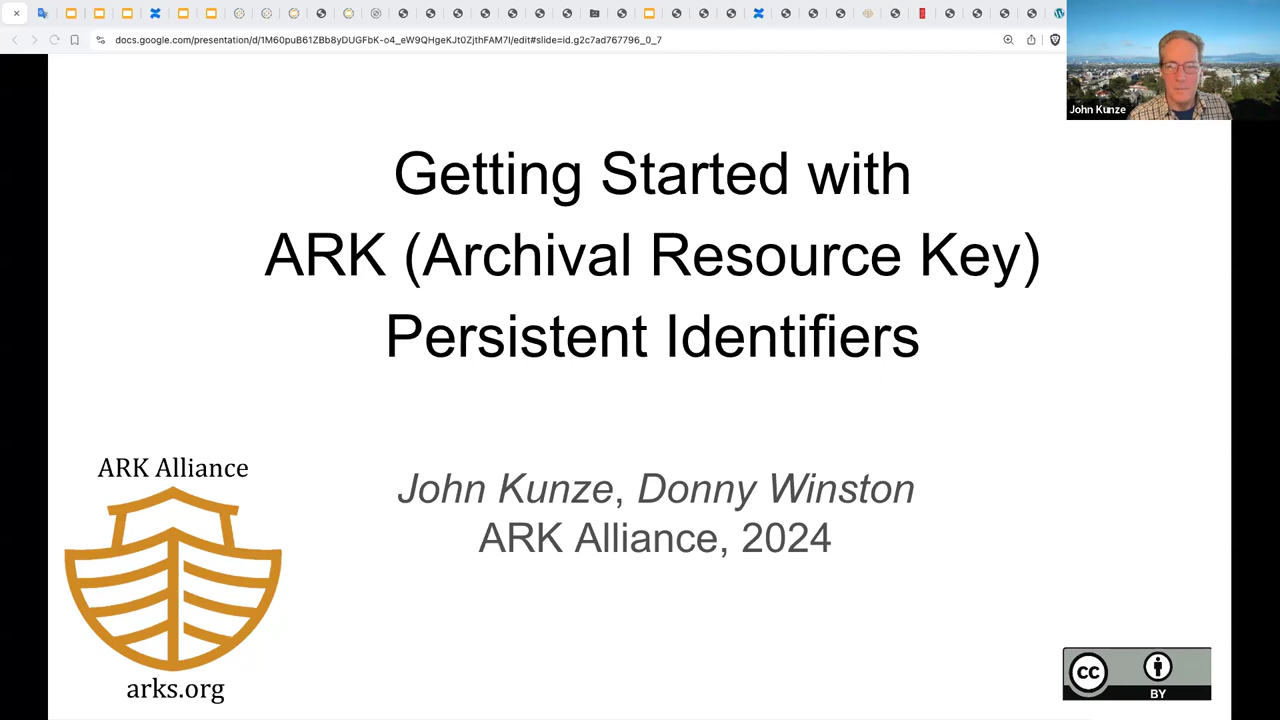 docs.google.com/presentation/d/1M60puB61ZBb8yDUGFbK-o4_eW9QHgeKJt0ZjthFAM7I/edit#slide=id.g2c7ad767796_0_7
John Kunze
Getting Started with
ARK (Archival Resource Key)
Persistent Identifiers
John Kunze, Donny Winston
ARK Alliance, 2024
ARK Alliance
arks.org
CC
BY